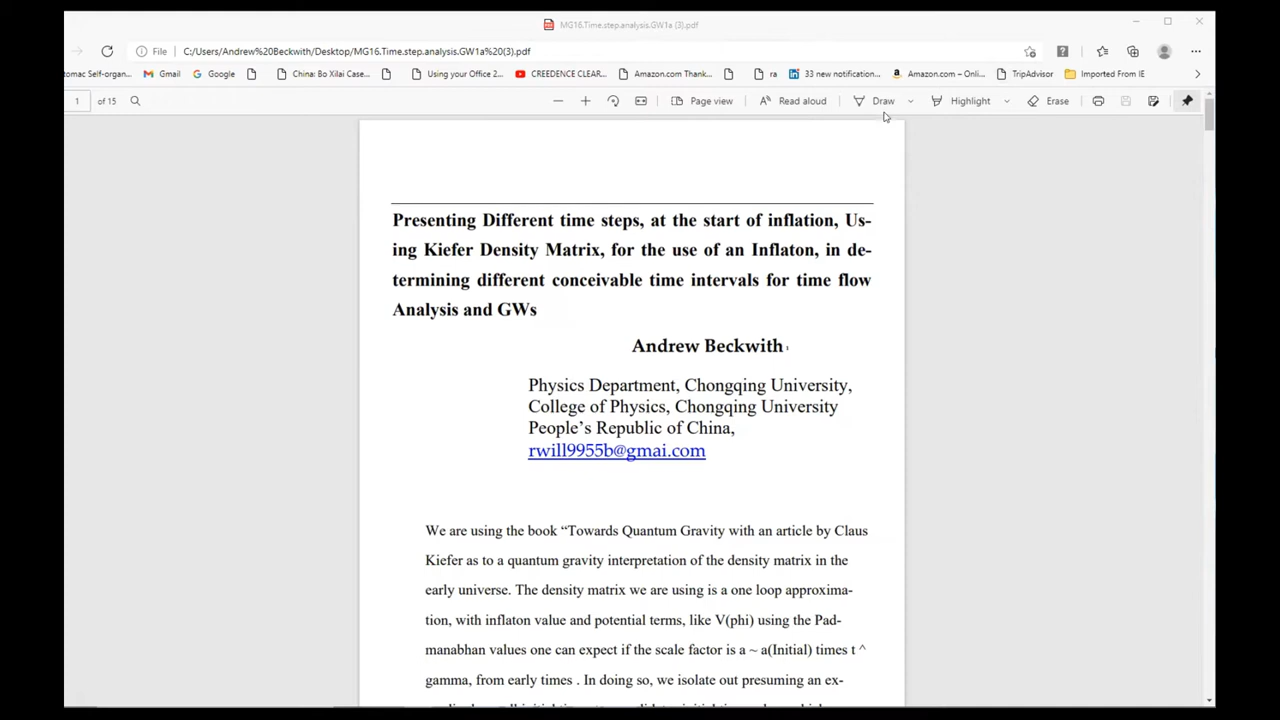 MG16.Time.step.analysis.GW1a (3).pdf
File C:/Users/Andrew%20Beckwith/Desktop/MG16.Time.step.analysis.GW1a%20(3).pdf
tomac Self-organ... Gmail Google China: Bo Xilai Case... Using your Office 2... CREEDENCE CLEAR... Amazon.com Thank... ra 33 new notification... Amazon.com – Onli... TripAdvisor Imported From IE
1 of 15 Page view Read aloud Draw Highlight Erase
Presenting Different time steps, at the start of inflation, Us-
ing Kiefer Density Matrix, for the use of an Inflaton, in de-
termining different conceivable time intervals for time flow
Analysis and GWs
Andrew Beckwith 1
Physics Department, Chongqing University,
College of Physics, Chongqing University
People’s Republic of China,
rwill9955b@gmai.com
We are using the book “Towards Quantum Gravity with an article by Claus
Kiefer as to a quantum gravity interpretation of the density matrix in the
early universe. The density matrix we are using is a one loop approxima-
tion, with inflaton value and potential terms, like V(phi) using the Pad-
manabhan values one can expect if the scale factor is a ~ a(Initial) times t ^
gamma, from early times . In doing so, we isolate out presuming an ex-